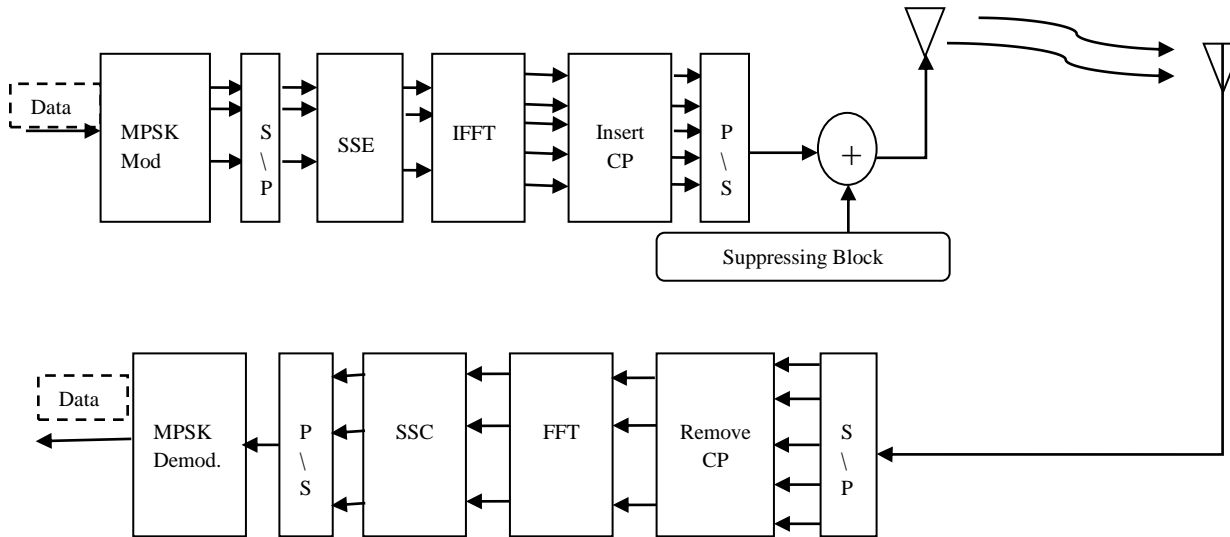 Data
MPSK
Mod
S
\
P
SSE
IFFT
Insert
CP
P
\
S
+
Suppressing Block
Data
MPSK
Demod.
P
\
S
SSC
FFT
Remove
CP
S
\
P